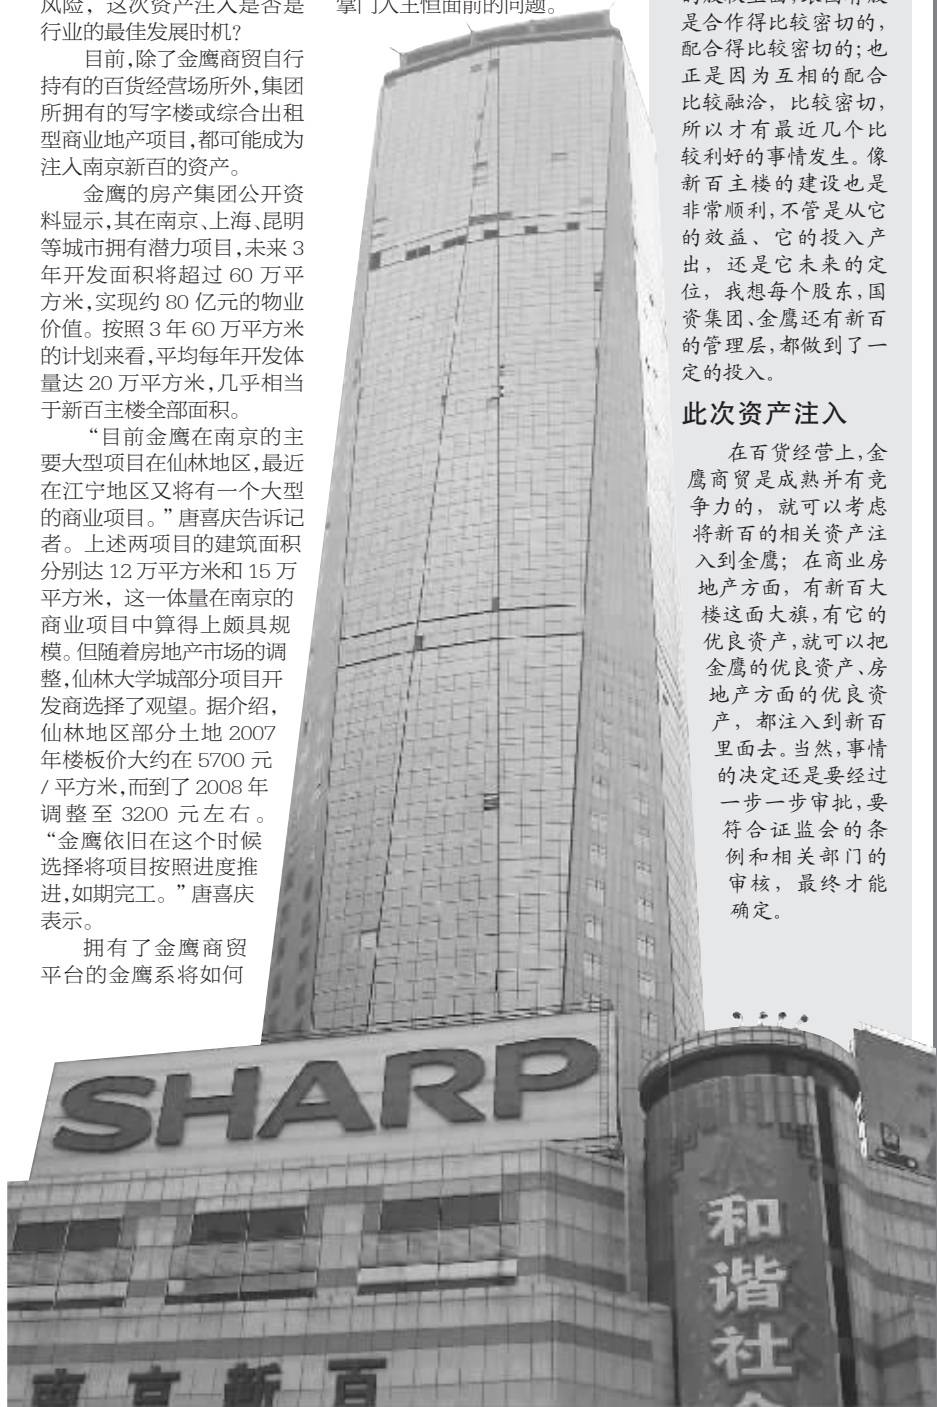 风险，这次资产注入是否是
行业的最佳发展时机？
目前，除了金鹰商贸自行
持有的百货经营场所外，集团
所拥有的写字楼或综合出租
型商业地产项目，都可能成为
注入南京新百的资产。
金鹰的房产集团公开资
料显示，其在南京、上海、昆明
等城市拥有潜力项目，未来 3
年开发面积将超过 60 万平
方米，实现约 80 亿元的物业
价值。按照 3 年 60 万平方米
的计划来看，平均每年开发体
量达 20 万平方米，几乎相当
于新百主楼全部面积。
“目前金鹰在南京的主
要大型项目在仙林地区，最近
在江宁地区又将有一个大型
的商业项目。”唐喜庆告诉记
者。上述两项目的建筑面积
分别达 12 万平方米和 15 万
平方米，这一体量在南京的
商业项目中算得上颇具规
模。但随着房地产市场的调
整，仙林大学城部分项目开
发商选择了观望。据介绍，
仙林地区部分土地 2007
年楼板价大约在 5700 元
/ 平方米，而到了 2008 年
调整至 3200 元左右。
“金鹰依旧在这个时候
选择将项目按照进度推
进，如期完工。”唐喜庆
表示。
拥有了金鹰商贸
平台的金鹰系将如何
掌门人王恒面前的问题。
是合作得比较密切的，
配合得比较密切的；也
正是因为互相的配合
比较融洽，比较密切，
所以才有最近几个比
较利好的事情发生。像
新百主楼的建设也是
非常顺利，不管是从它
的效益、它的投入产
出，还是它未来的定
位，我想每个股东，国
资集团、金鹰还有新百
的管理层，都做到了一
定的投入。
此次资产注入
在百货经营上，金
鹰商贸是成熟并有竞
争力的，就可以考虑
将新百的相关资产注
入到金鹰；在商业房
地产方面，有新百大
楼这面大旗，有它的
优良资产，就可以把
金鹰的优良资产、房
地产方面的优良资
产，都注入到新百
里面去。当然，事情
的决定还是要经过
一步一步审批，要
符合证监会的条
例和相关部门的
审核，最终才能
确定。
SHARP
和
谐
社
南京新百